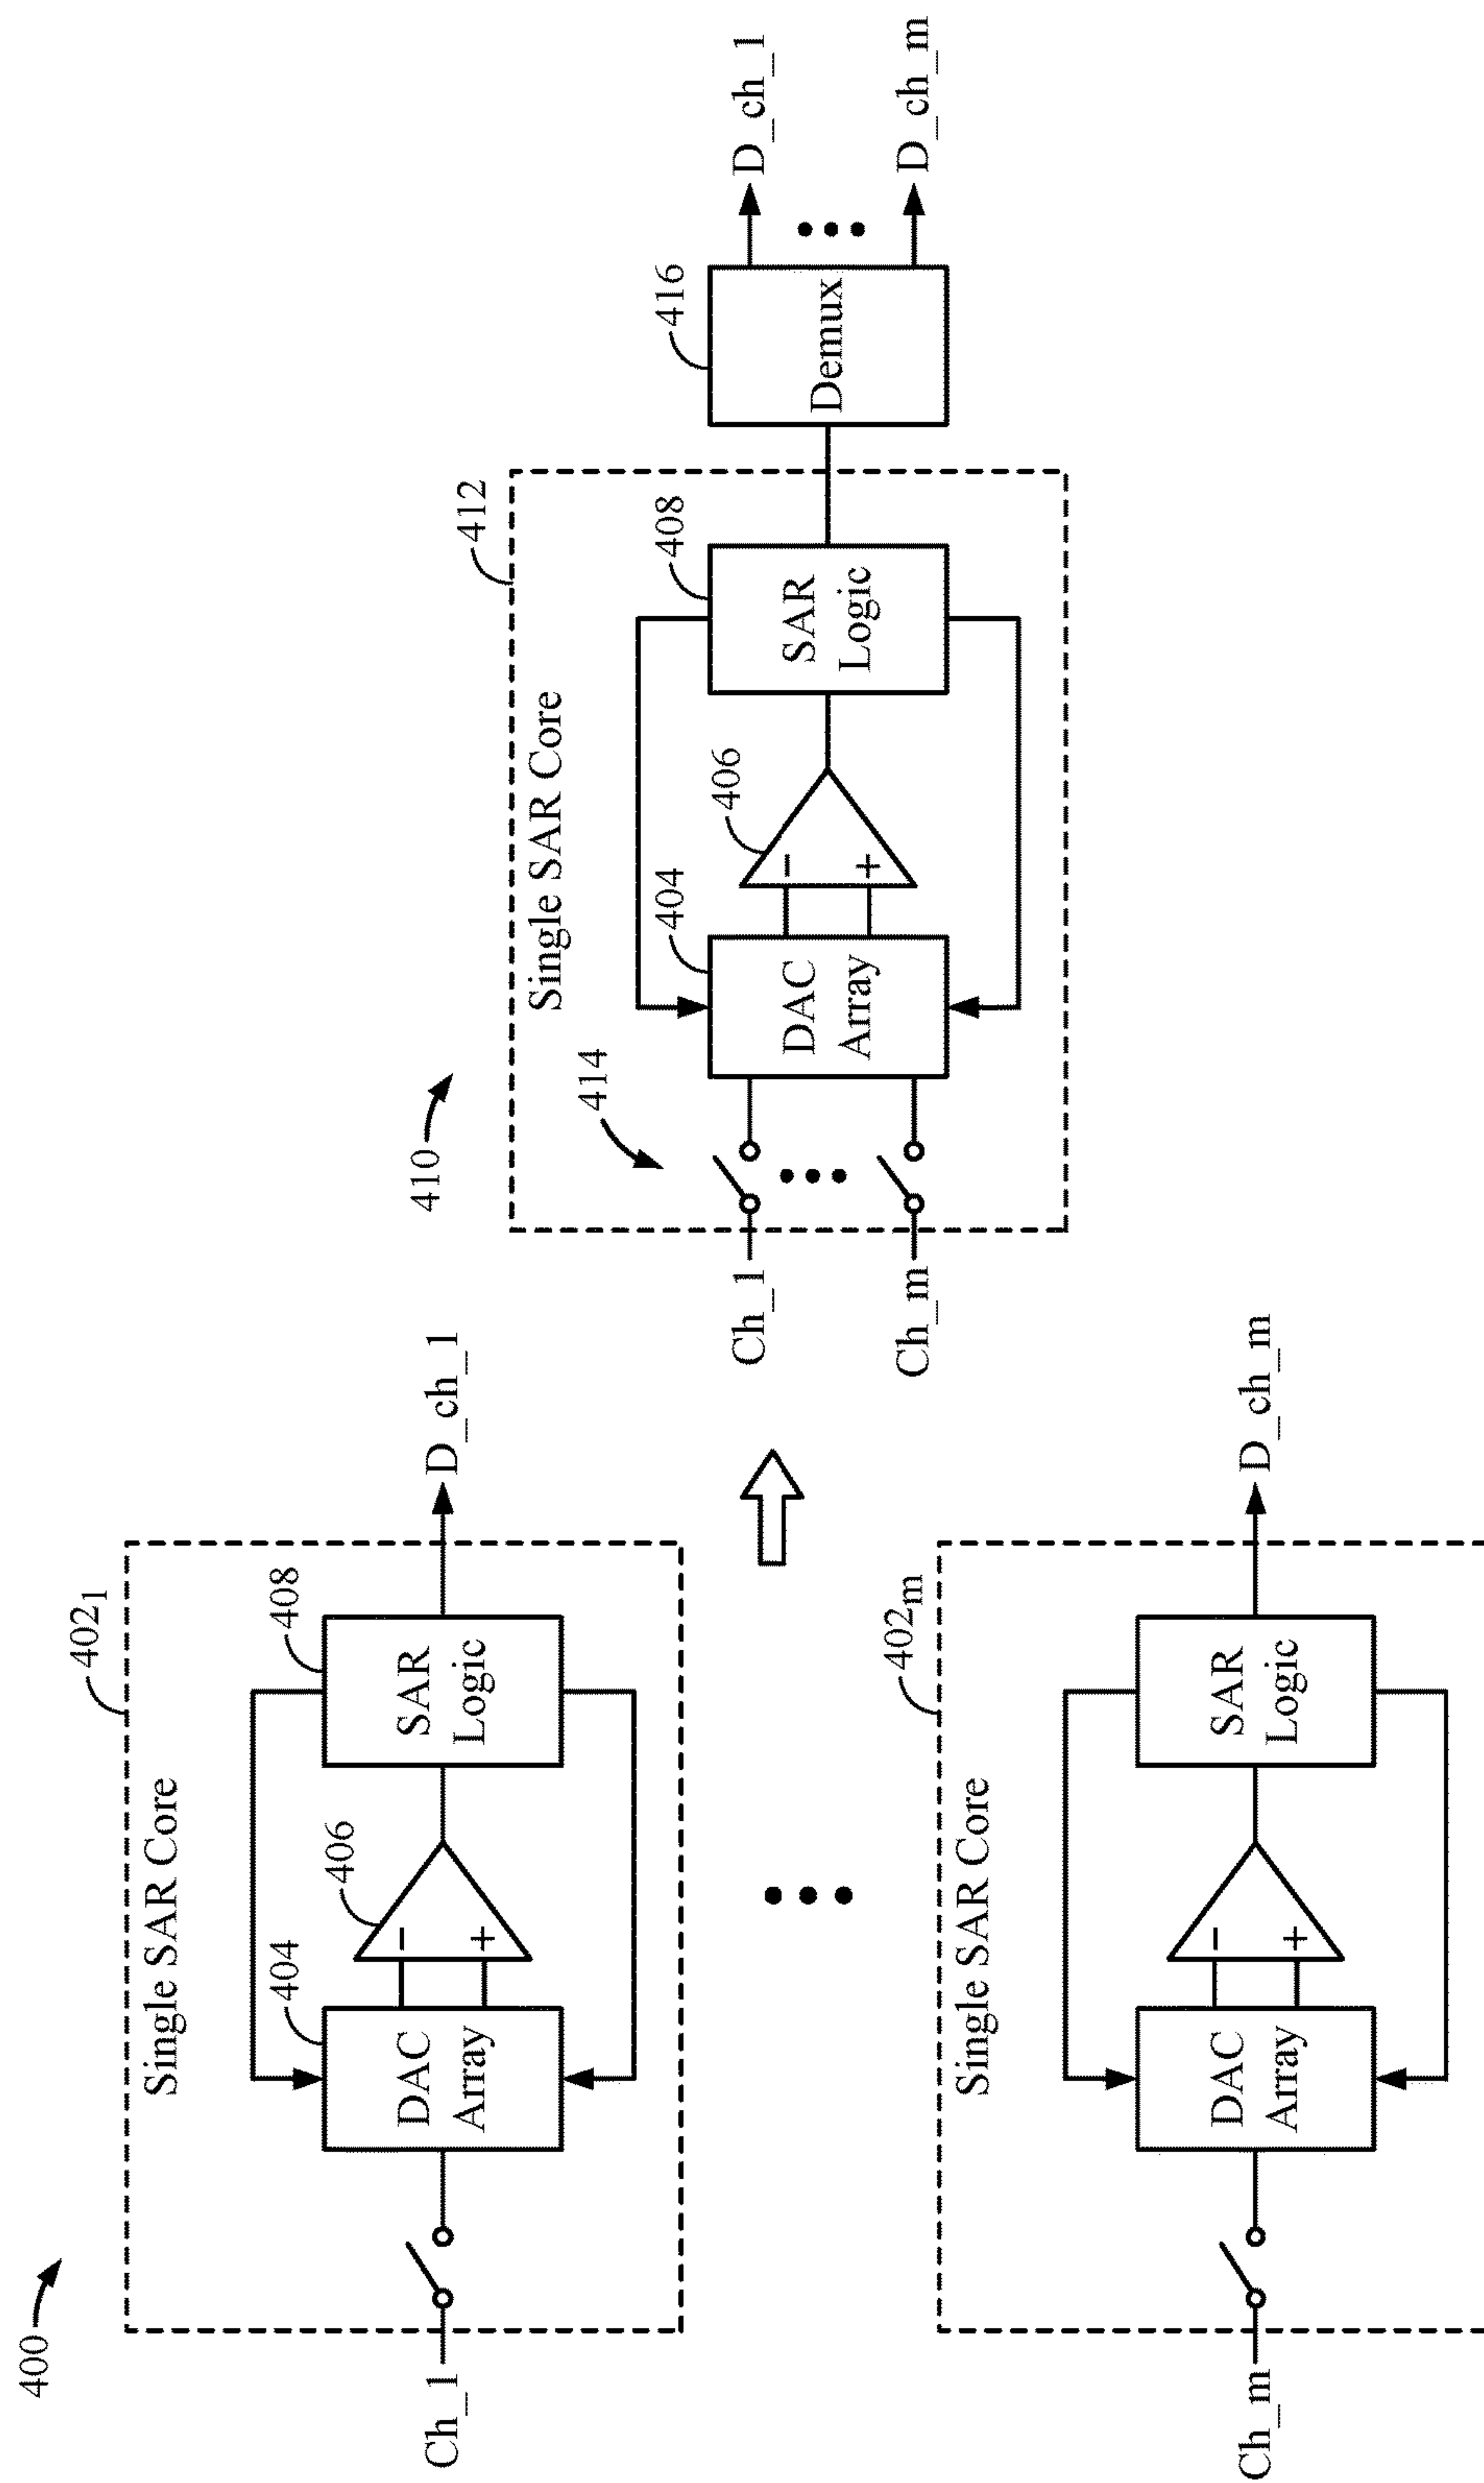 400
402₁
Single SAR Core
404
406
408
Ch_1
DAC
Array
−
+
SAR
Logic
D_ch_1
402ₘ
Single SAR Core
Ch_m
DAC
Array
−
+
SAR
Logic
D_ch_m
410
412
Single SAR Core
414
404
406
408
416
Ch_1
Ch_m
DAC
Array
−
+
SAR
Logic
Demux
D_ch_1
D_ch_m